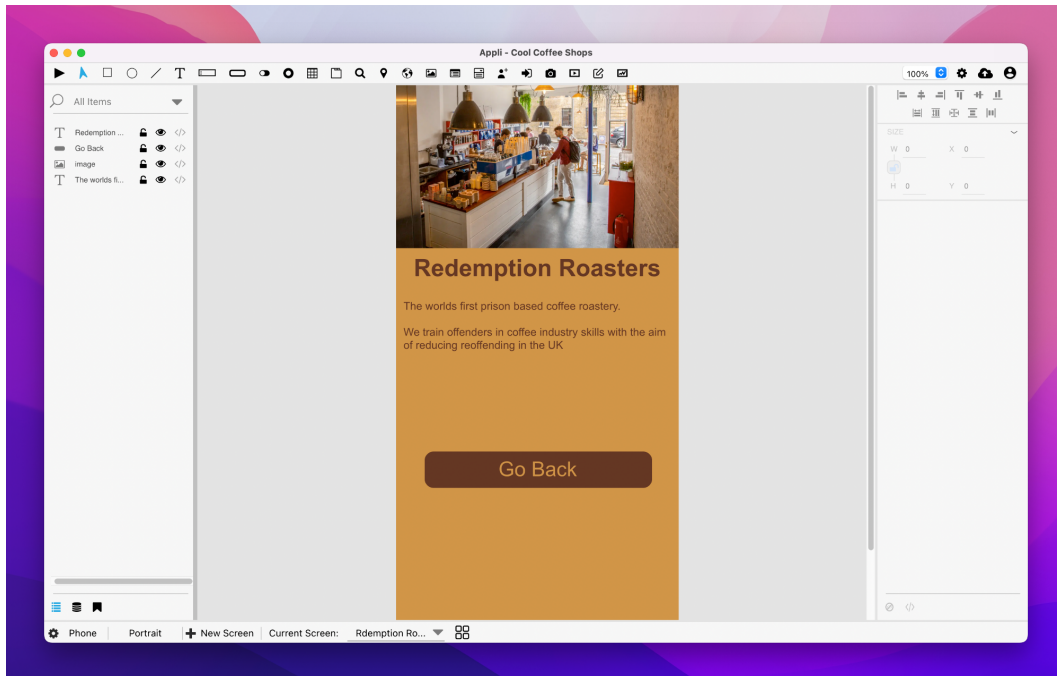 Appli - Cool Coffee Shops
T
100%
All Items
T Redemption ... </>
Go Back </>
image </>
T The worlds fi... </>
SIZE
W 0 X 0
H 0 Y 0
Redemption Roasters
The worlds first prison based coffee roastery.
We train offenders in coffee industry skills with the aim
of reducing reoffending in the UK
Go Back
</>
Phone Portrait New Screen Current Screen: Rdemption Ro...